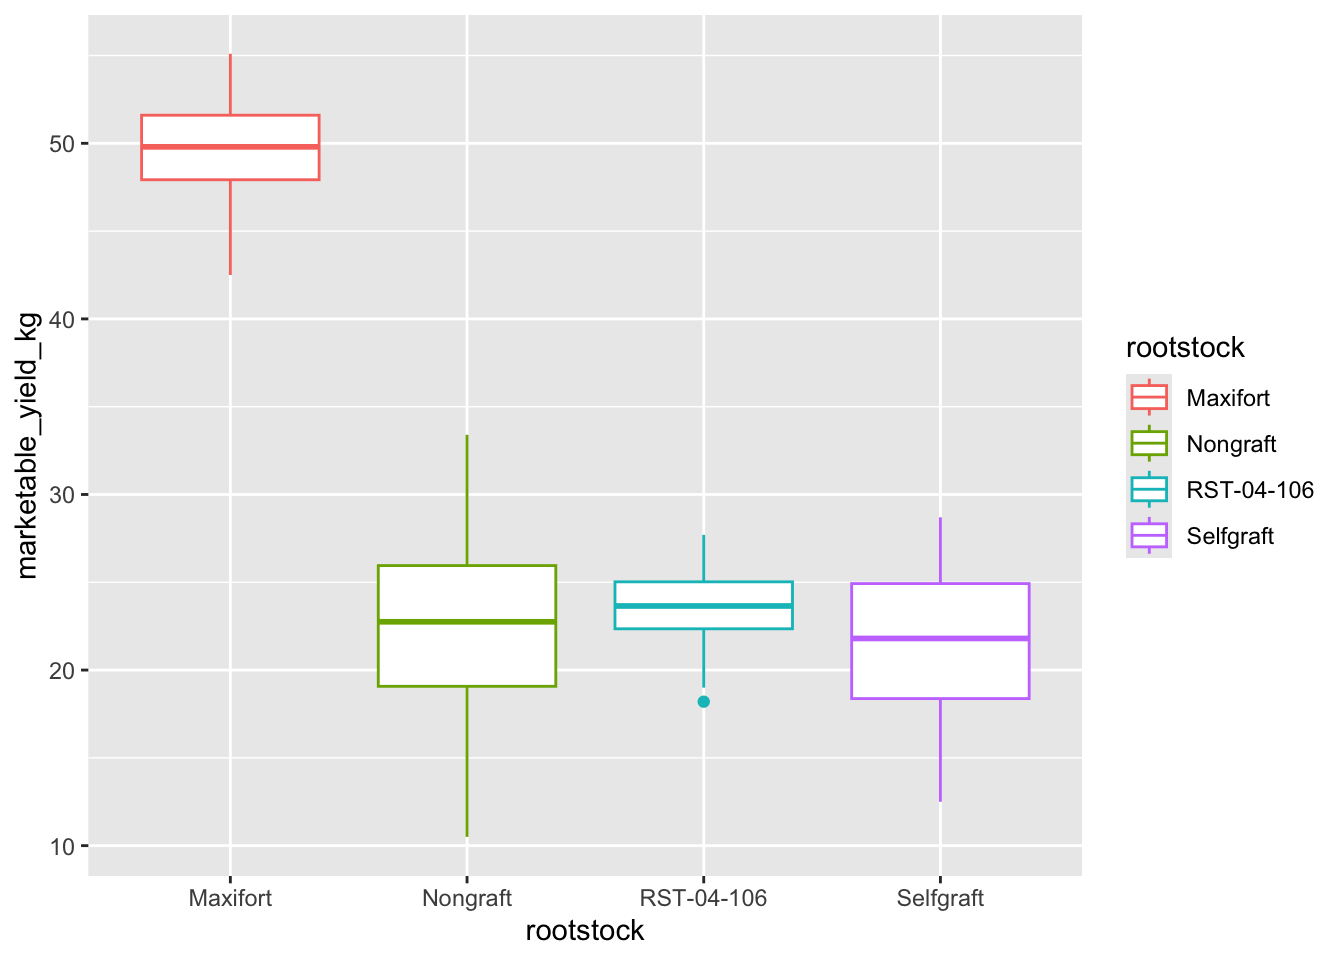 marketable_yield_kg
50
40
30
20
10
Maxifort
Nongraft
RST-04-106
Selfgraft
rootstock
rootstock
Maxifort
Nongraft
RST-04-106
Selfgraft